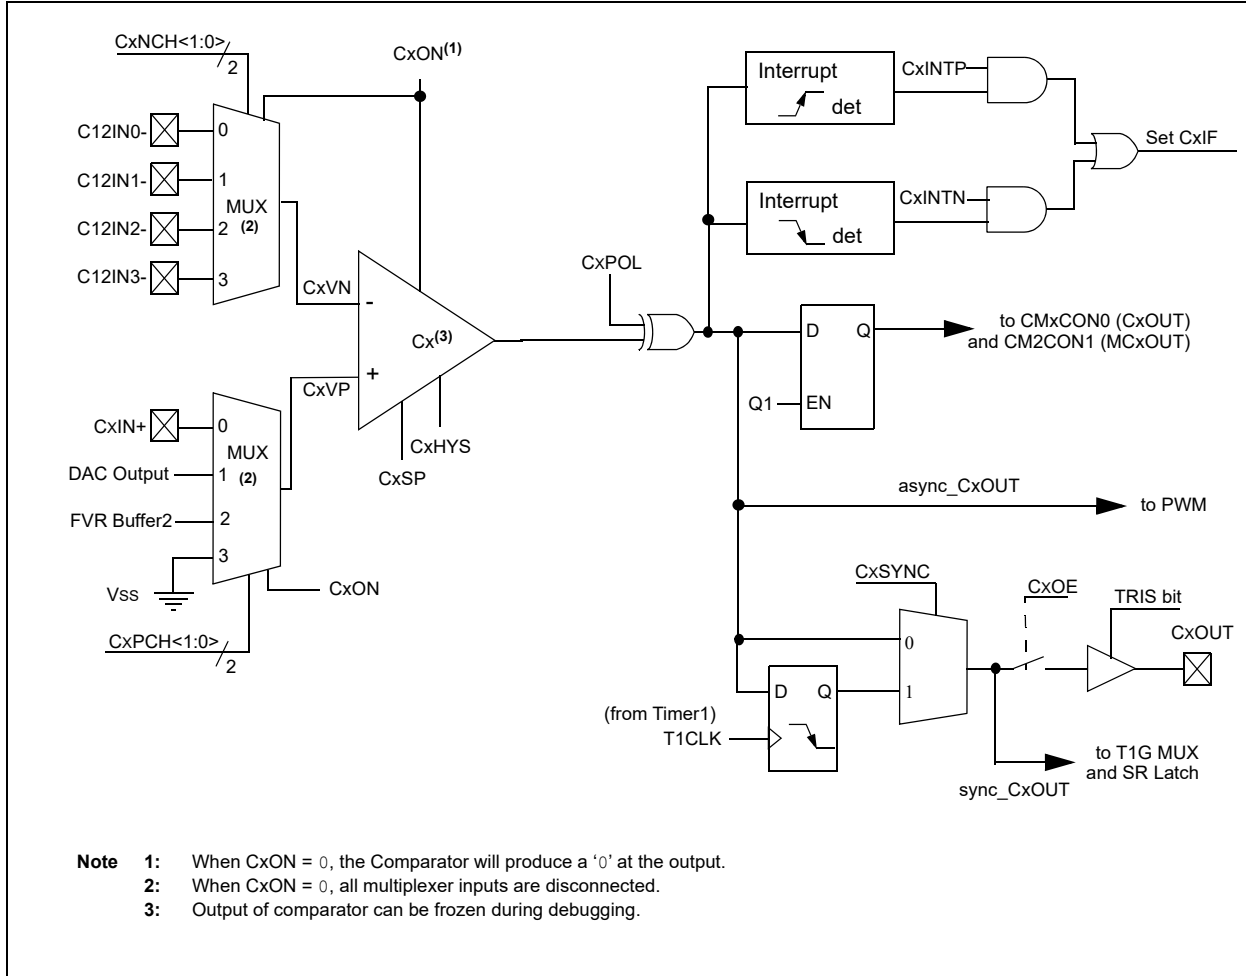 CxNCH<1:0>
2
CxON(1)
C12IN0-
C12IN1-
C12IN2-
C12IN3-
0
1
MUX
(2)
2
3
CxVN
-
Cx(3)
+
CxVP
CxHYS
CxSP
CxIN+
DAC Output
FVR Buffer2
VSS
0
MUX
1
(2)
2
3
CxON
CxPCH<1:0>
2
CxPOL
Interrupt
det
CxINTP
Interrupt
det
CxINTN
Set CxIF
D
Q
Q1
EN
to CMxCON0 (CxOUT)
and CM2CON1 (MCxOUT)
async_CxOUT
to PWM
CxSYNC
0
1
D
Q
(from Timer1)
T1CLK
CxOE
TRIS bit
CxOUT
to T1G MUX
and SR Latch
sync_CxOUT
Note 1: When CxON = 0, the Comparator will produce a ‘0’ at the output.
2: When CxON = 0, all multiplexer inputs are disconnected.
3: Output of comparator can be frozen during debugging.